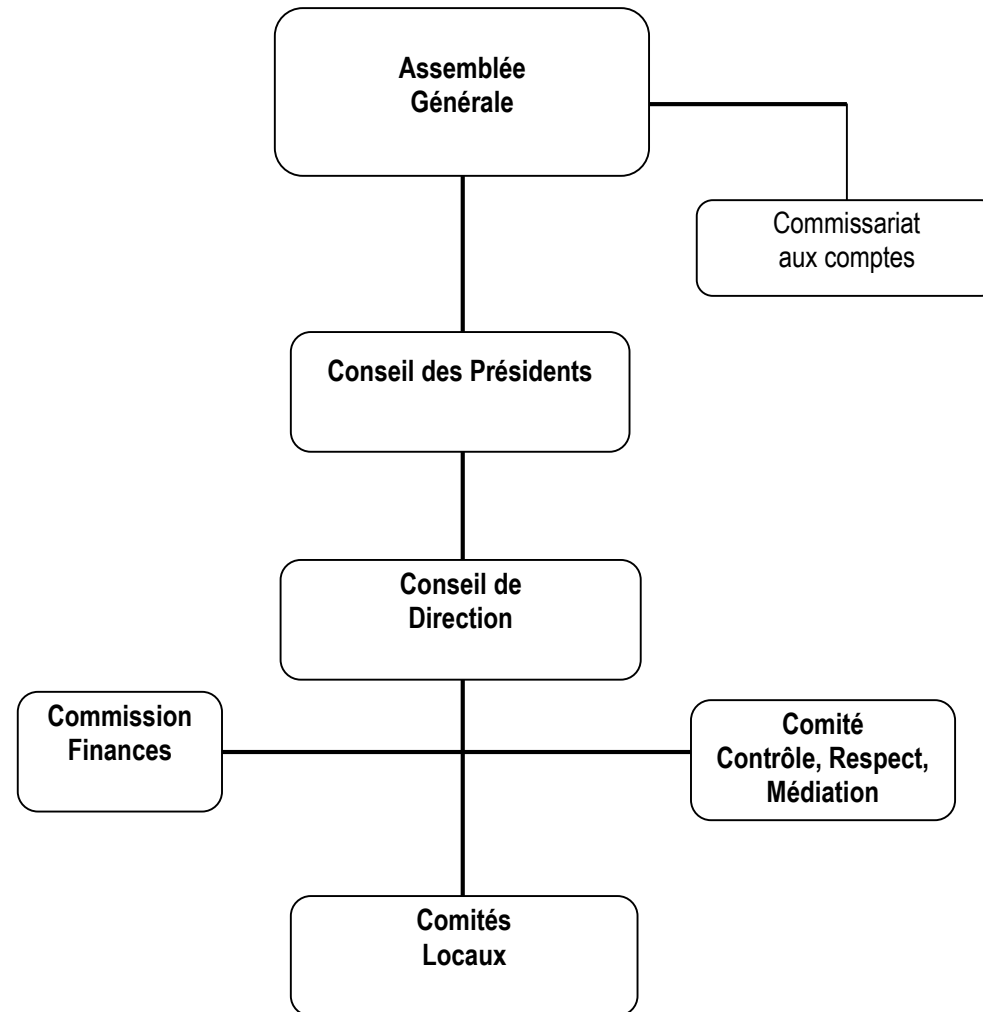 Assemblée
Générale
Commissariat
aux comptes
Conseil des Présidents
Conseil de
Direction
Commission
Finances
Comité
Contrôle, Respect,
Médiation
Comités
Locaux